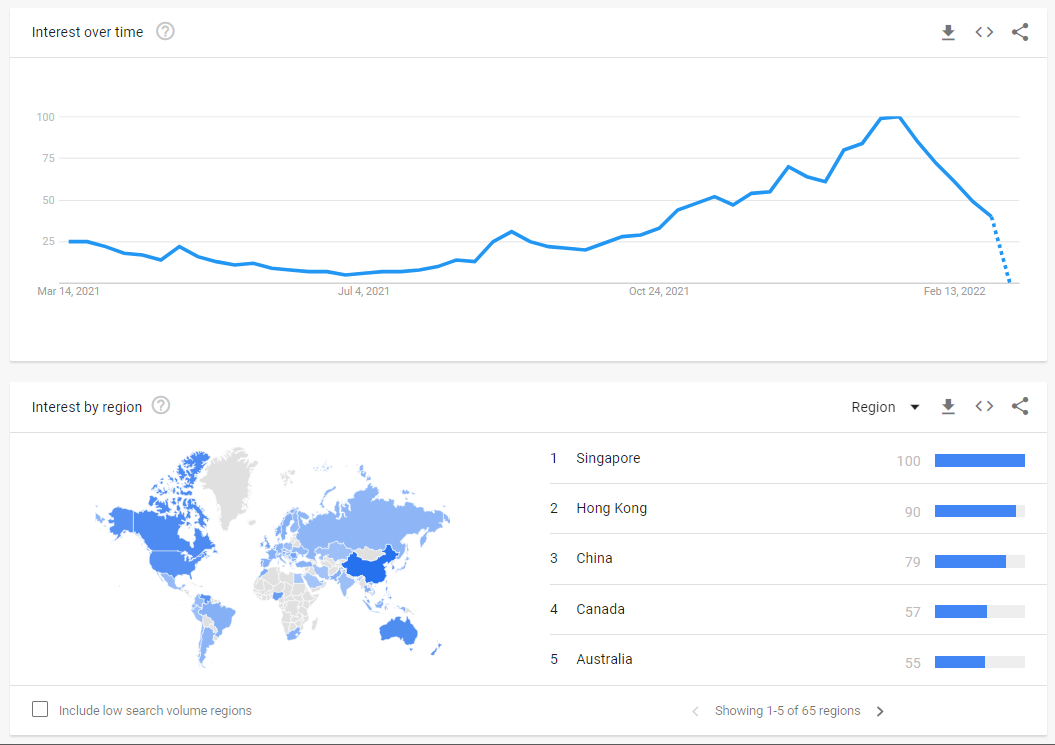 Interest over time
100
75
50
25
Mar 14, 2021 Jul 4, 2021 Oct 24, 2021 Feb 13, 2022
Interest by region
Region
1 Singapore 100
2 Hong Kong 90
3 China 79
4 Canada 57
5 Australia 55
Include low search volume regions
Showing 1-5 of 65 regions